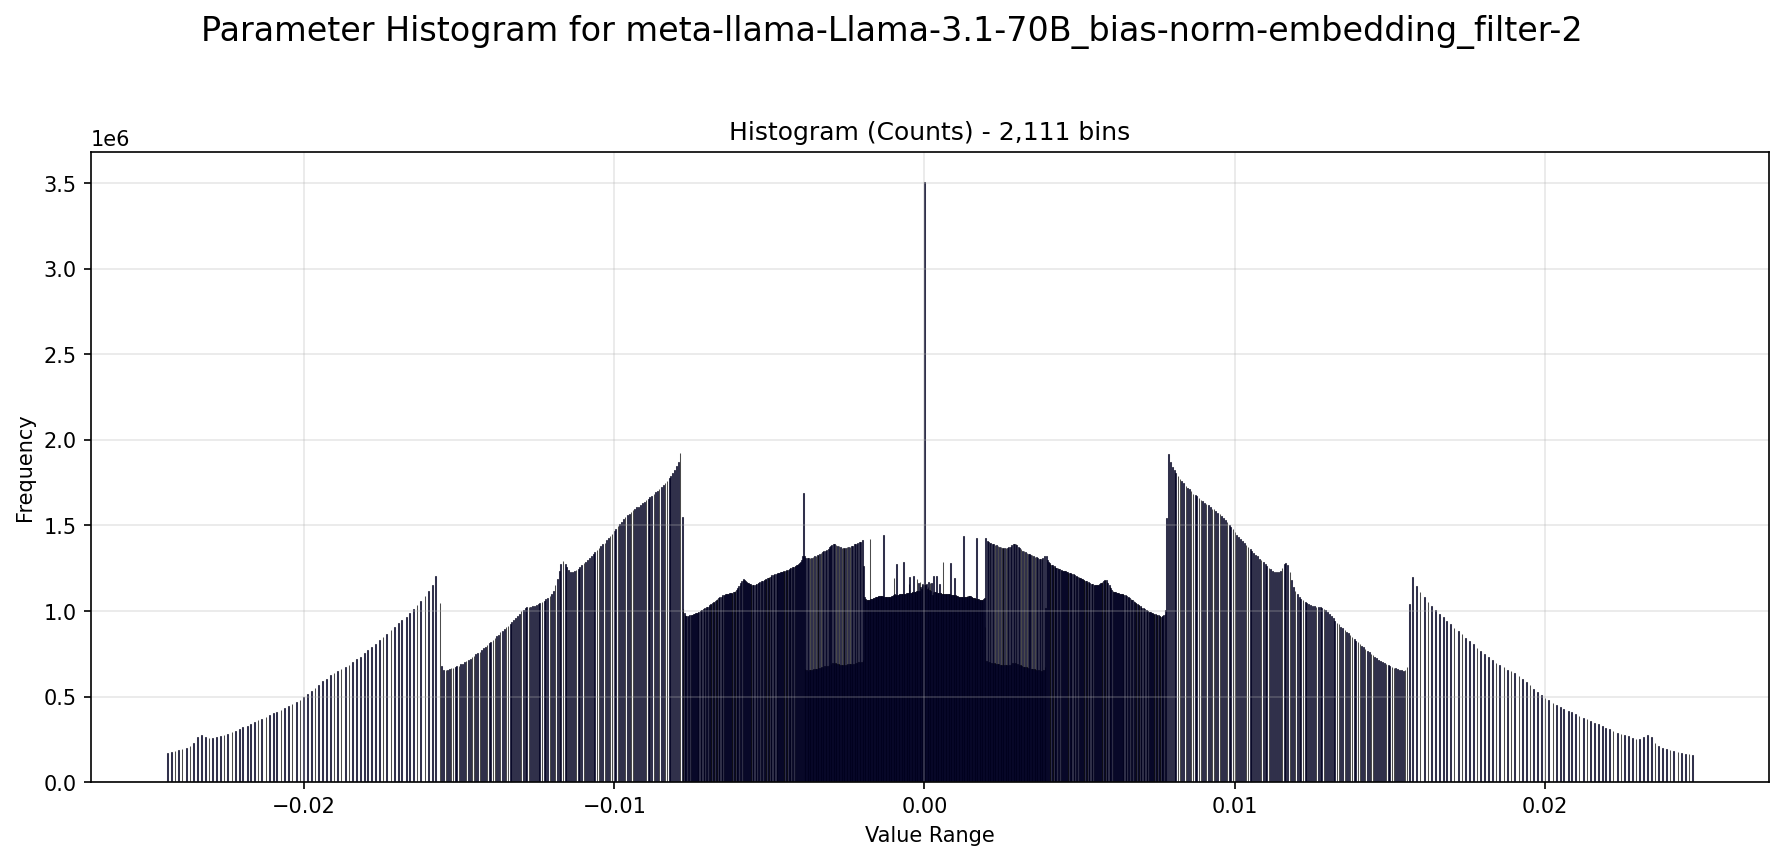 Parameter Histogram for meta-llama-Llama-3.1-70B_bias-norm-embedding_filter-2
Histogram (Counts) - 2,111 bins
1e6
3.5
3.0
2.5
2.0
1.5
1.0
0.5
0.0
Frequency
−0.02
−0.01
0.00
0.01
0.02
Value Range